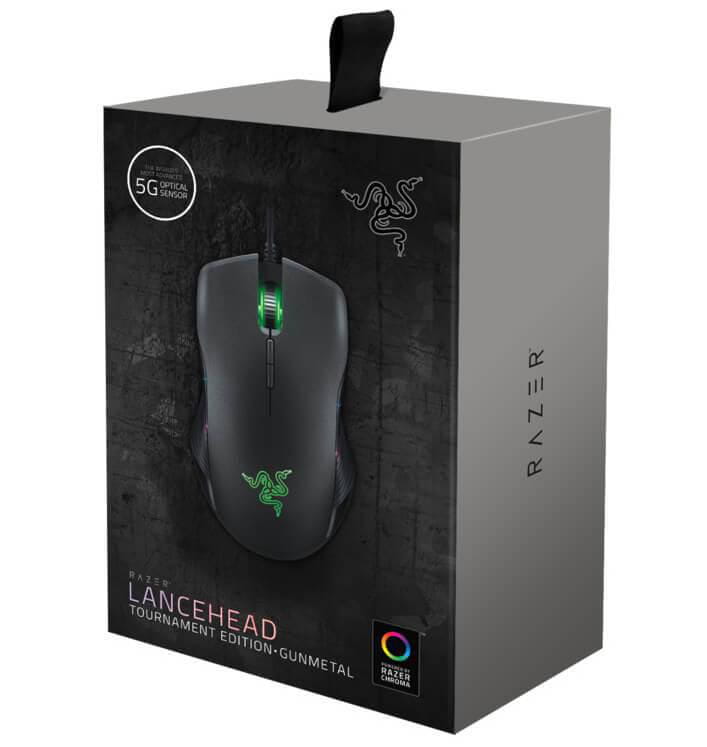 THE WORLD'S
MOST ADVANCED
5G OPTICAL
SENSOR
RAZER
RAZER
LANCEHEAD
TOURNAMENT EDITION·GUNMETAL
POWERED BY
RAZER
CHROMA